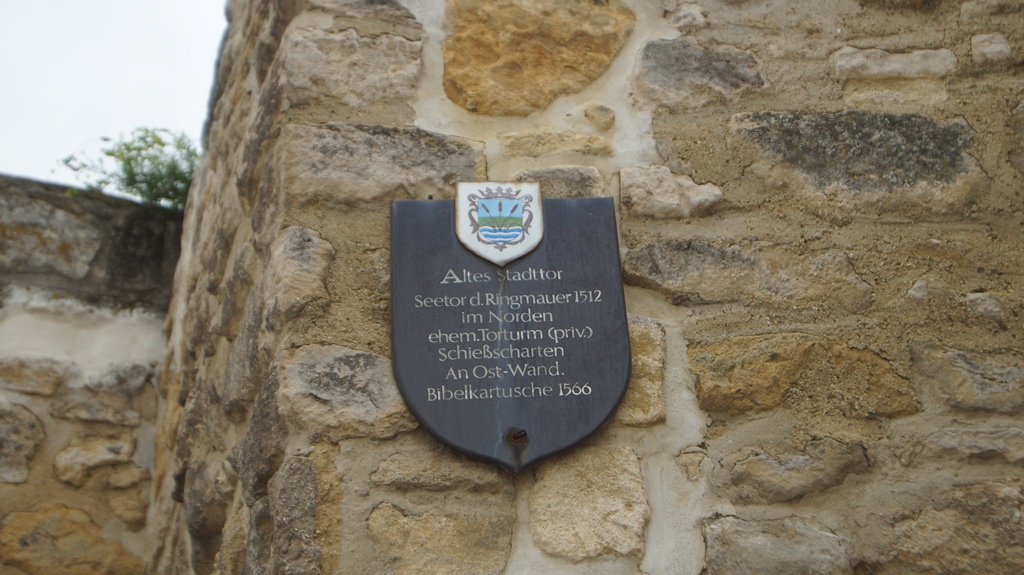 Altes Stadttor
Seetor d. Ringmauer 1512
im Norden
ehem. Torturm (priv.)
Schießscharten
An Ost-Wand.
Bibelkartusche 1566